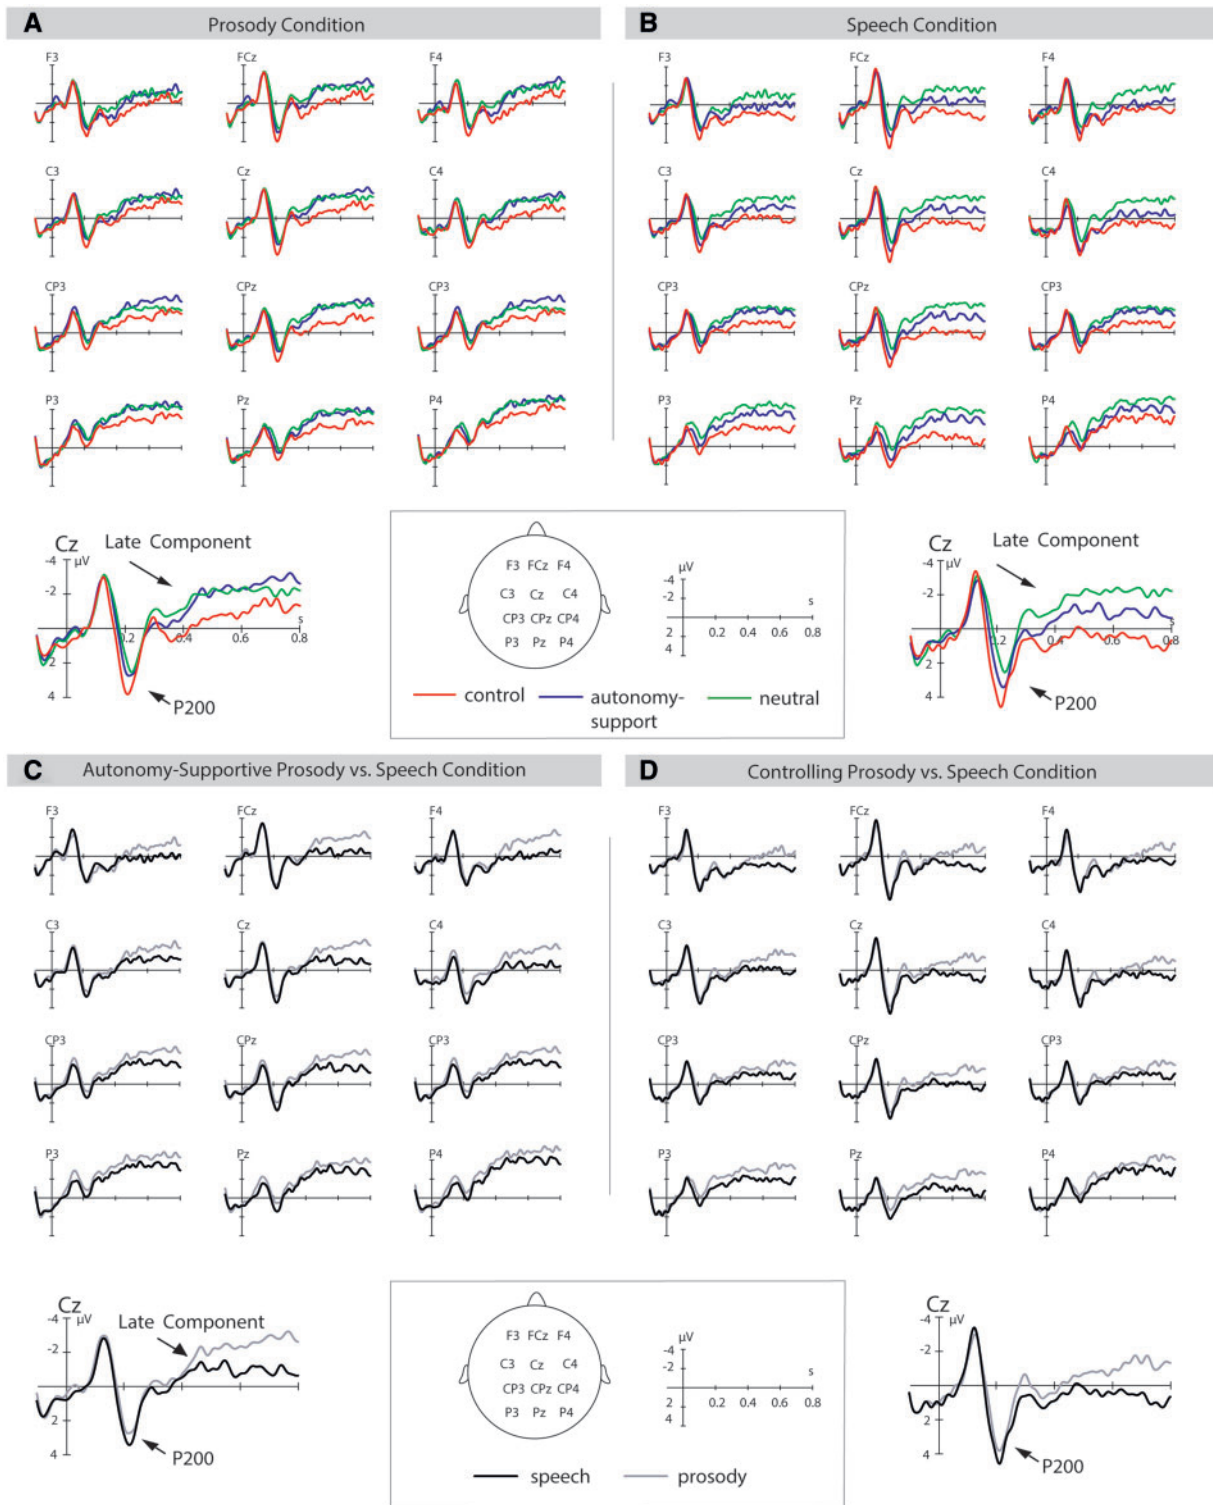 A Prosody Condition
F3 FCz F4
C3 Cz C4
CP3 CPz CP3
P3 Pz P4
Cz
-4 μV
-2
2
4
0.2 0.4 0.6 0.8
s
Late Component
P200
B Speech Condition
F3 FCz F4
C3 Cz C4
CP3 CPz CP3
P3 Pz P4
Cz
-4 μV
-2
2
4
0.2 0.4 0.6 0.8
s
Late Component
P200
F3 FCz F4
C3 Cz C4
CP3 CPz CP4
P3 Pz P4
μV
-4
-2
2
4
s
0.2 0.4 0.6 0.8
control autonomy-support neutral
C Autonomy-Supportive Prosody vs. Speech Condition
F3 FCz F4
C3 Cz C4
CP3 CPz CP3
P3 Pz P4
Cz
-4 μV
-2
2
4
Late Component
P200
D Controlling Prosody vs. Speech Condition
F3 FCz F4
C3 Cz C4
CP3 CPz CP3
P3 Pz P4
Cz
-4 μV
-2
2
4
P200
F3 FCz F4
C3 Cz C4
CP3 CPz CP4
P3 Pz P4
μV
-4
-2
2
4
s
0.2 0.4 0.6 0.8
speech prosody